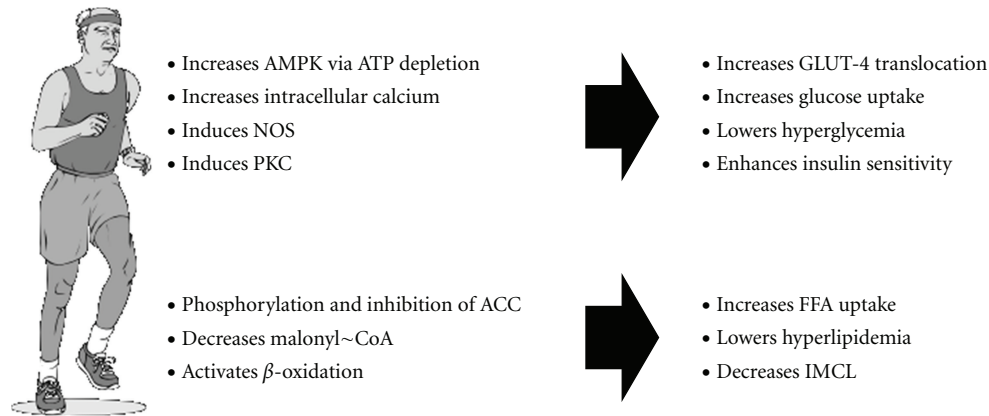 • Increases AMPK via ATP depletion
• Increases intracellular calcium
• Induces NOS
• Induces PKC
• Increases GLUT-4 translocation
• Increases glucose uptake
• Lowers hyperglycemia
• Enhances insulin sensitivity
• Phosphorylation and inhibition of ACC
• Decreases malonyl~CoA
• Activates β-oxidation
• Increases FFA uptake
• Lowers hyperlipidemia
• Decreases IMCL